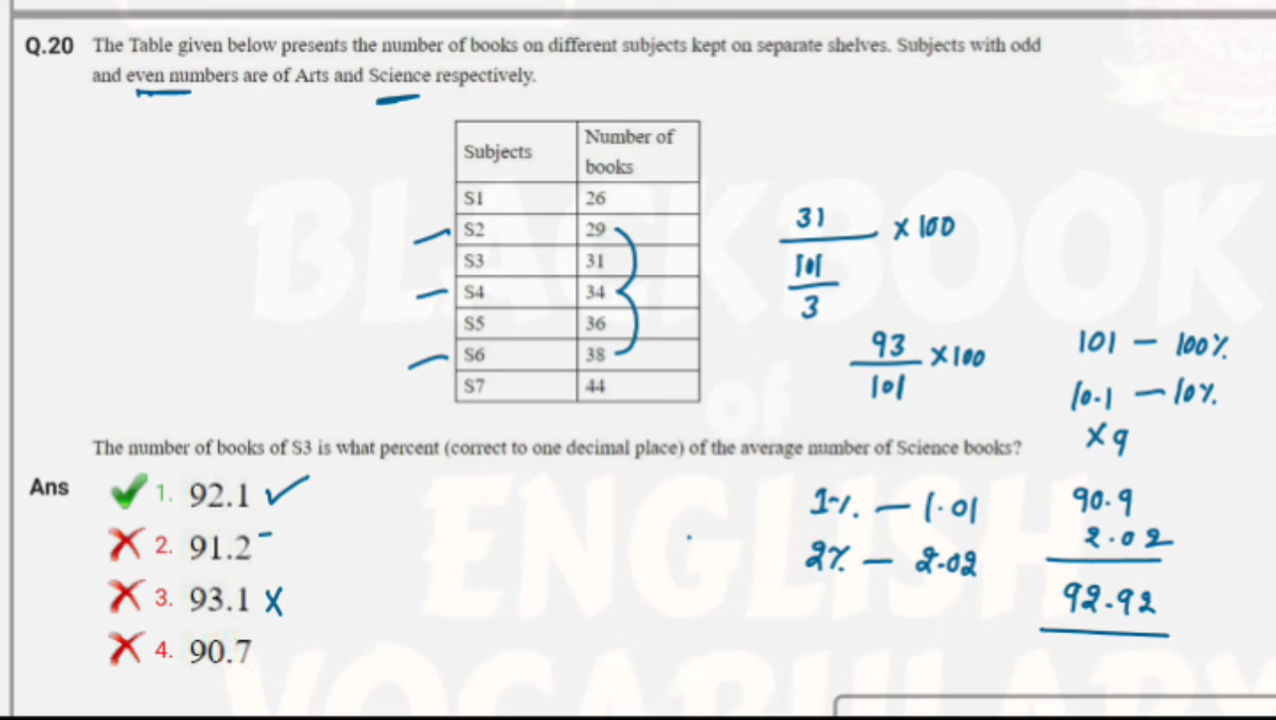 Q.20 The Table given below presents the number of books on different subjects kept on separate shelves. Subjects with odd
and even numbers are of Arts and Science respectively.
Subjects Number of books
S1 26
S2 29
S3 31
S4 34
S5 36
S6 38
S7 44
31
101
3
× 100
93
101
× 100
101 — 100%
10.1 — 10%
× 9
The number of books of S3 is what percent (correct to one decimal place) of the average number of Science books?
Ans
1. 92.1
2. 91.2
3. 93.1 X
4. 90.7
1% — 1.01
2% — 2.02
90.9
2.02
92.92
BLACKBOOK
of
ENGLISH
VOCABULARY